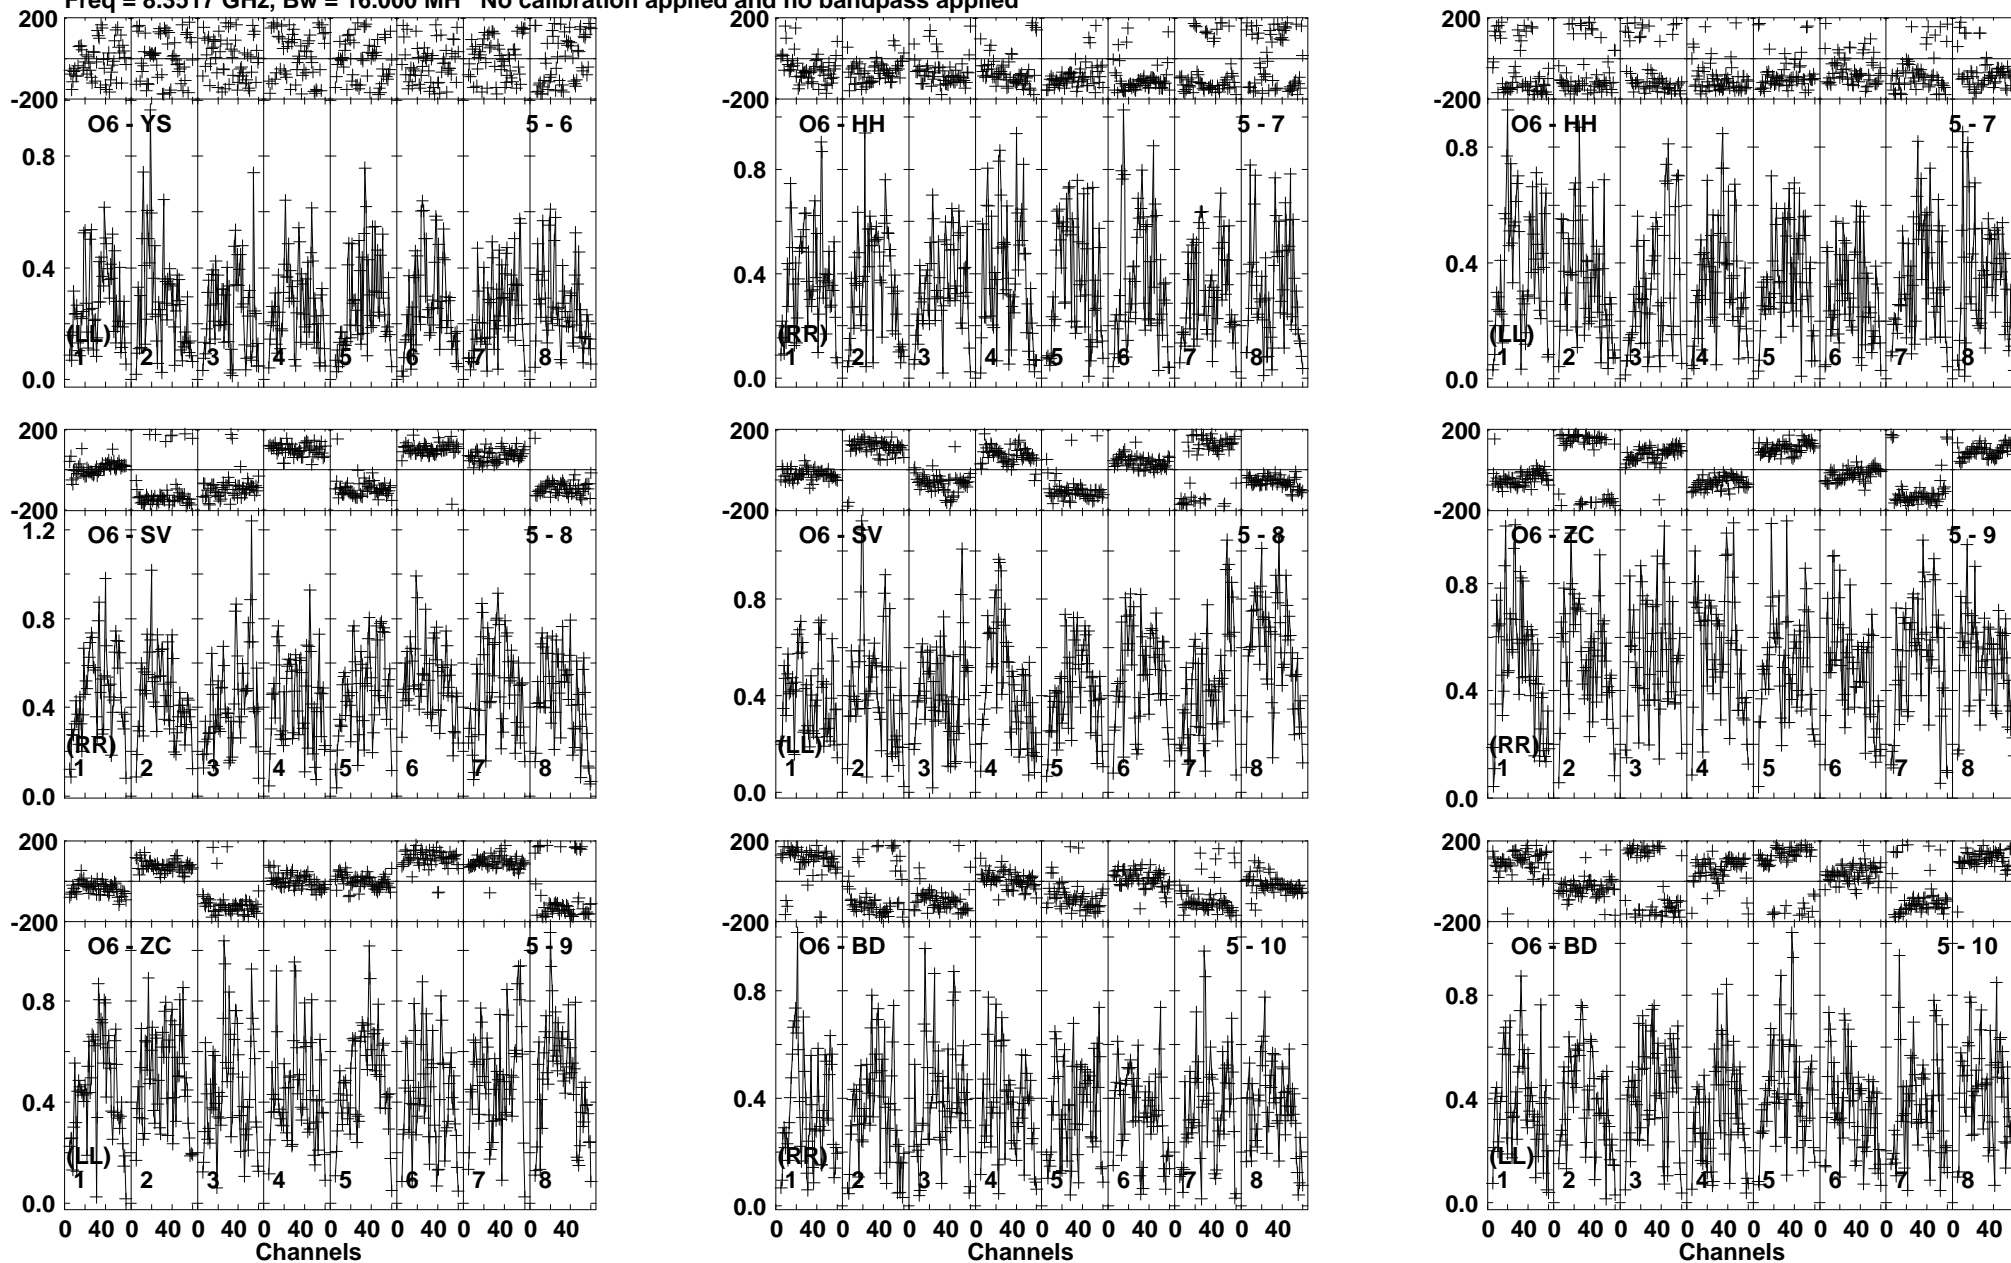 Freq = 8.3517 GHz, Bw = 16.000 MH No calibration applied and no bandpass applied
200 200 200
-200 -200 -200
O6 - YS 5 - 6 O6 - HH 5 - 7 O6 - HH 5 - 7
0.8 0.8 0.8
0.4 0.4 0.4
(LL) (RR) (LL)
1 2 3 4 5 6 7 8 1 2 3 4 5 6 7 8 1 2 3 4 5 6 7 8
0.0 0.0 0.0
200 200 200
-200 -200 -200
1.2 O6 - SV 5 - 8 O6 - SV 5 - 8 O6 - ZC 5 - 9
0.8 0.8 0.8
0.4 0.4 0.4
(RR) (LL) (RR)
1 2 3 4 5 6 7 8 1 2 3 4 5 6 7 8 1 2 3 4 5 6 7 8
0.0 0.0 0.0
200 200 200
-200 -200 -200
O6 - ZC 5 - 9 O6 - BD 5 - 10 O6 - BD 5 - 10
0.8 0.8 0.8
0.4 0.4 0.4
(LL) (RR) (LL)
1 2 3 4 5 6 7 8 1 2 3 4 5 6 7 8 1 2 3 4 5 6 7 8
0.0 0.0 0.0
0 40 0 40 0 40 0 40 0 40 0 40 0 40 0 40 0 40 0 40 0 40 0 40 0 40 0 40 0 40 0 40 0 40 0 40 0 40 0 40 0 40 0 40 0 40 0 40
Channels Channels Channels